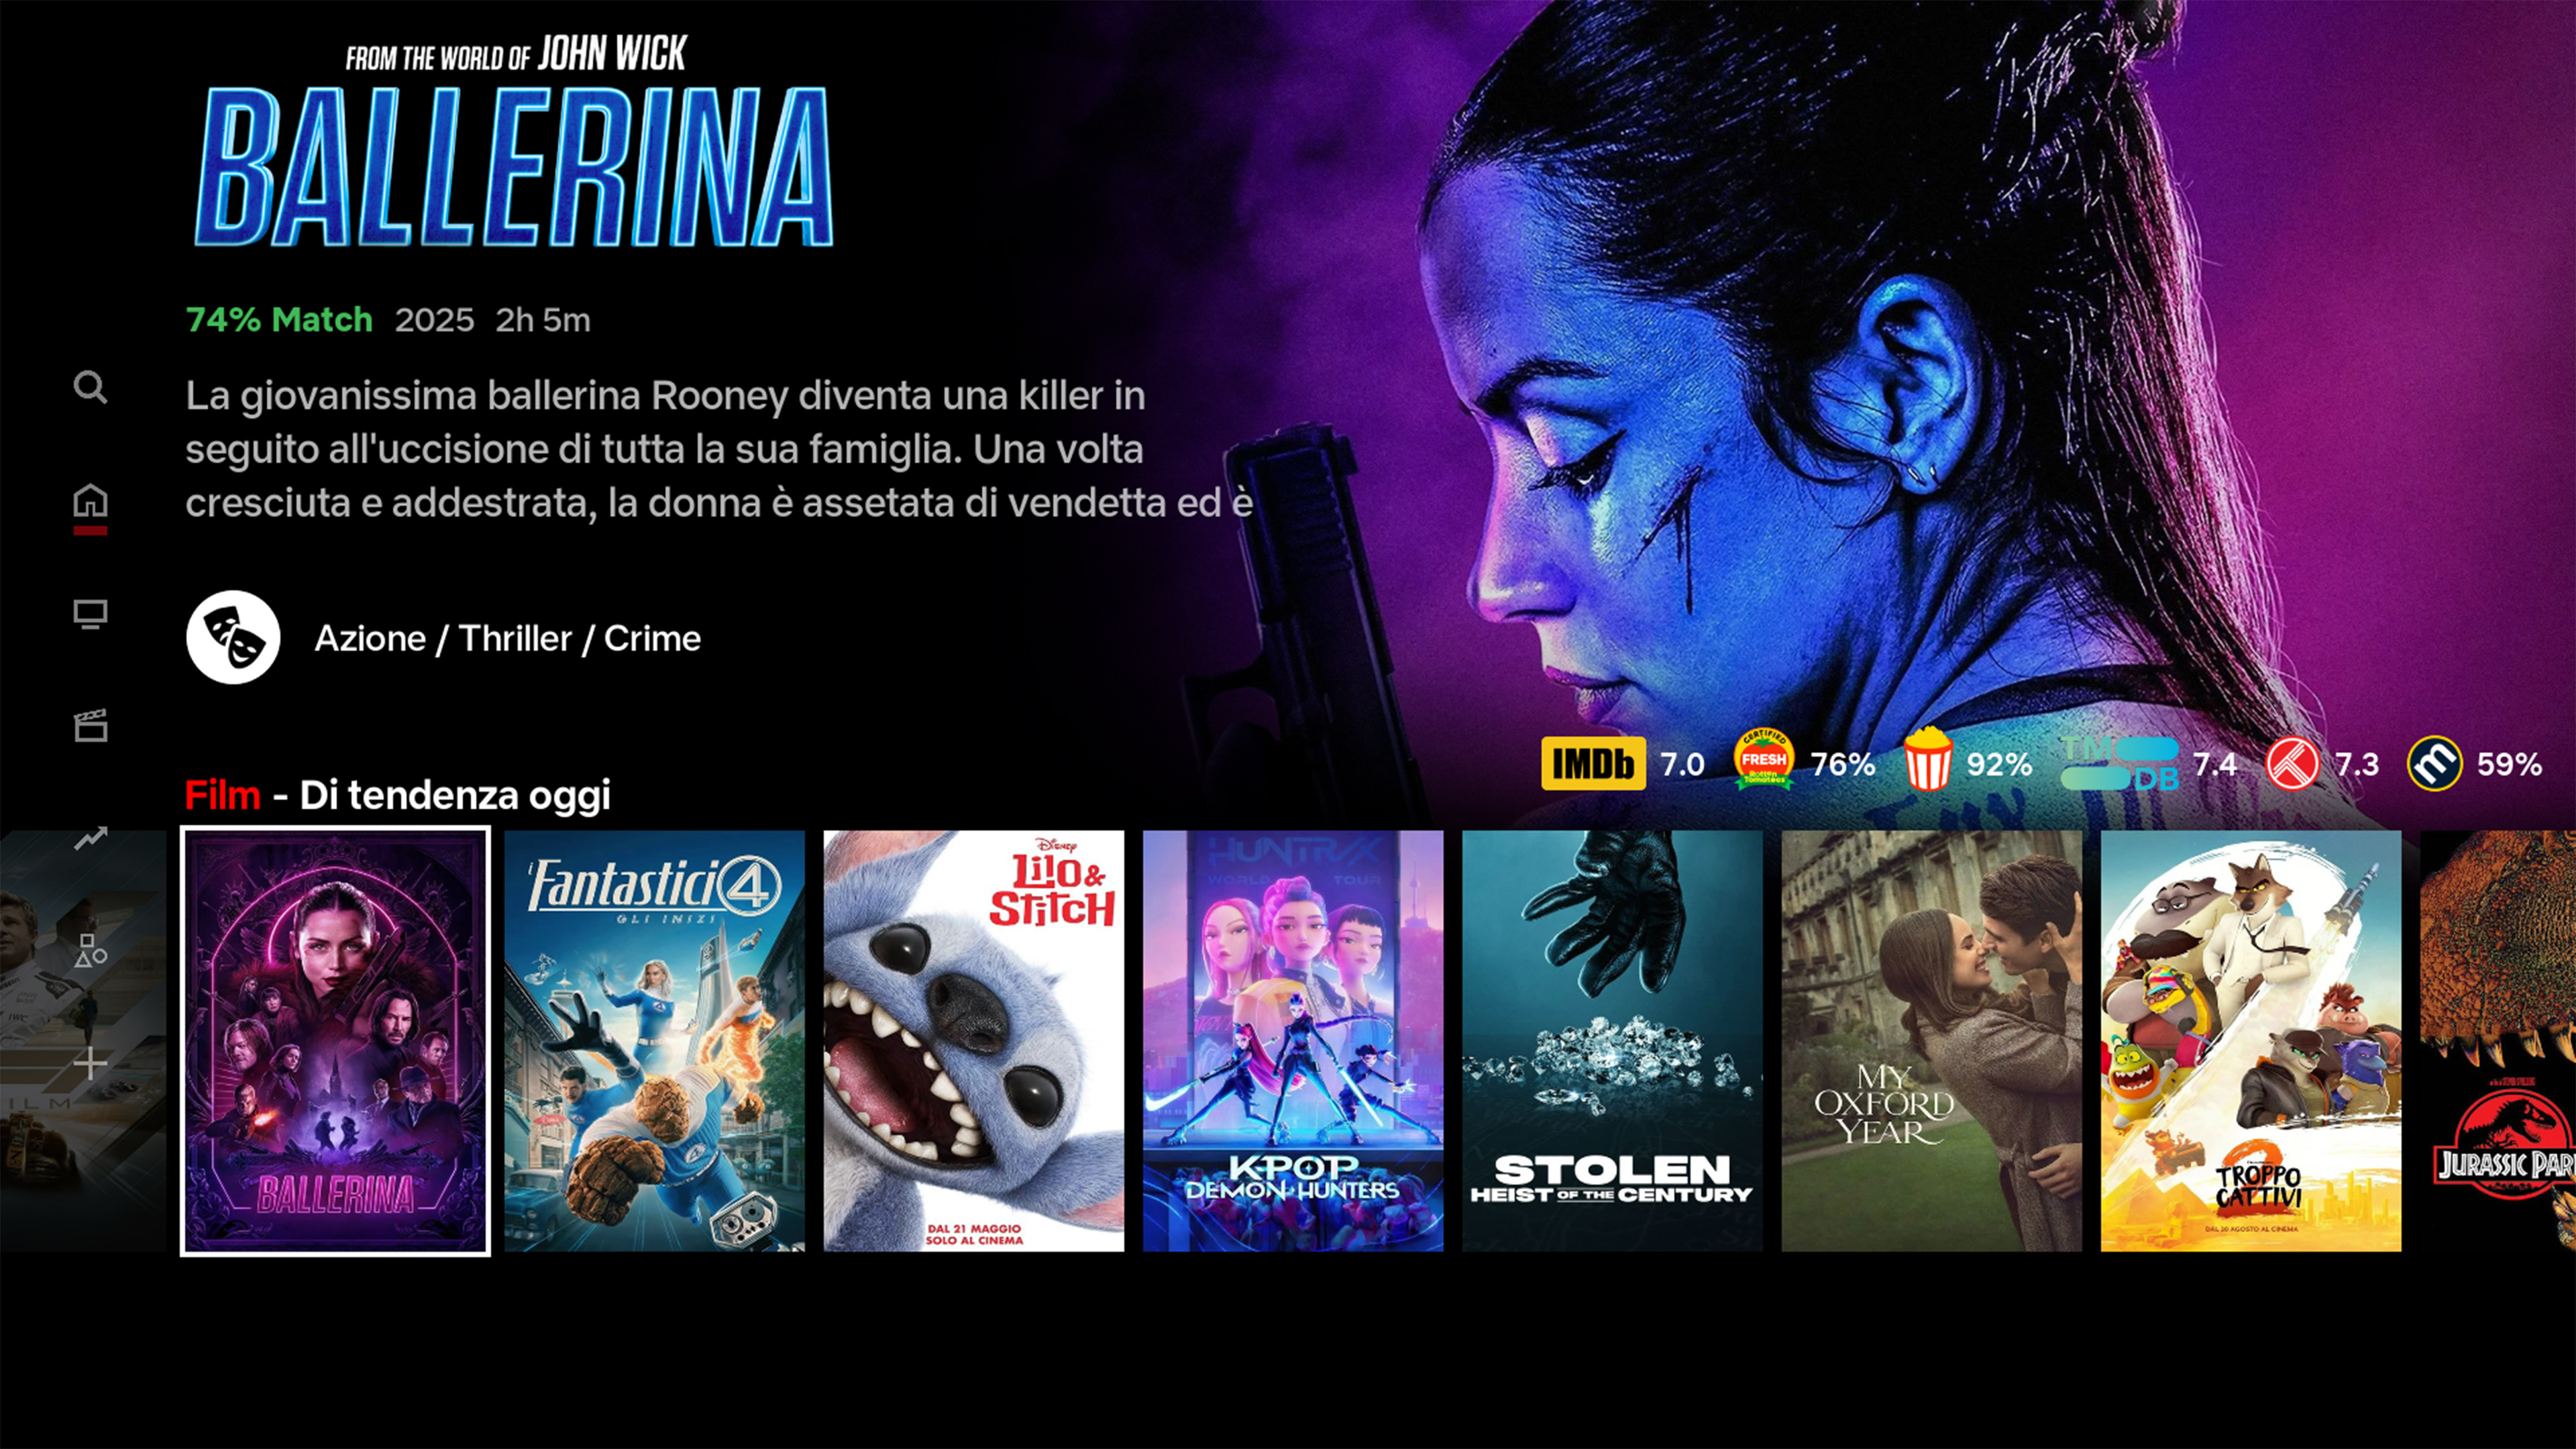 FROM THE WORLD OF JOHN WICK
BALLERINA
74% Match 2025 2h 5m
La giovanissima ballerina Rooney diventa una killer in
seguito all'uccisione di tutta la sua famiglia. Una volta
cresciuta e addestrata, la donna è assetata di vendetta ed è
Azione / Thriller / Crime
IMDb 7.0 CERTIFIED FRESH Rotten Tomatoes 76% 92% TMDB 7.4 7.3 m 59%
Film - Di tendenza oggi
BALLERINA
I Fantastici 4
GLI INIZI
DISNEY
Lilo &
Stitch
DAL 21 MAGGIO
SOLO AL CINEMA
HUNTR/X
WORLD TOUR
KPOP
DEMON HUNTERS
STOLEN
HEIST OF THE CENTURY
MY
OXFORD
YEAR
TROPPO
CATTIVI
2
DAL 20 AGOSTO AL CINEMA
JURASSIC PAR